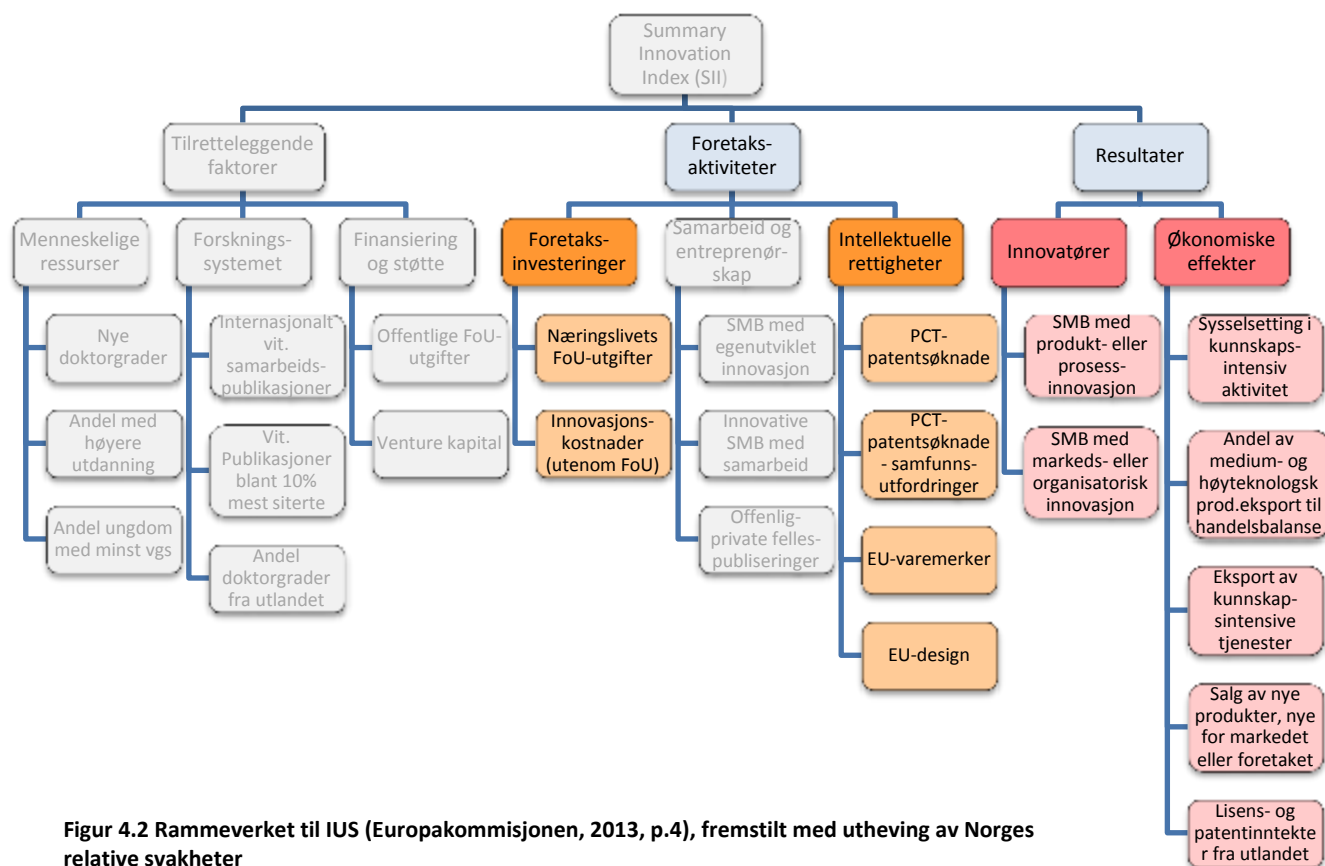 Summary
Innovation
Index (SII)
Tilretteleggende
faktorer
Foretaks-
aktiviteter
Resultater
Menneskelige
ressurser
Forsknings-
systemet
Finansiering
og støtte
Foretaks-
investeringer
Samarbeid og
entreprenør-
skap
Intellektuelle
rettigheter
Innovatører
Økonomiske
effekter
Nye
doktorgrader
Andel med
høyere
utdanning
Andel ungdom
med minst vgs
Internasjonalt
vit.
samarbeids-
publikasjoner
Vit.
Publikasjoner
blant 10%
mest siterte
Andel
doktorgrader
fra utlandet
Offentlige FoU-
utgifter
Venture kapital
Næringslivets
FoU-utgifter
Innovasjons-
kostnader
(utenom FoU)
SMB med
egenutviklet
innovasjon
Innovative
SMB med
samarbeid
Offenlig-
private felles-
publiseringer
PCT-
patentsøknade
PCT-
patentsøknade
- samfunns-
utfordringer
EU-varemerker
EU-design
SMB med
produkt- eller
prosess-
innovasjon
SMB med
markeds- eller
organisatorisk
innovasjon
Sysselsetting i
kunnskaps-
intensiv
aktivitet
Andel av
medium- og
høyteknologsk
prod.eksport til
handelsbalanse
Eksport av
kunnskap-
sintensive
tjenester
Salg av nye
produkter, nye
for markedet
eller foretaket
Lisens- og
patentinntekte
r fra utlandet
Figur 4.2 Rammeverket til IUS (Europakommisjonen, 2013, p.4), fremstilt med utheving av Norges
relative svakheter